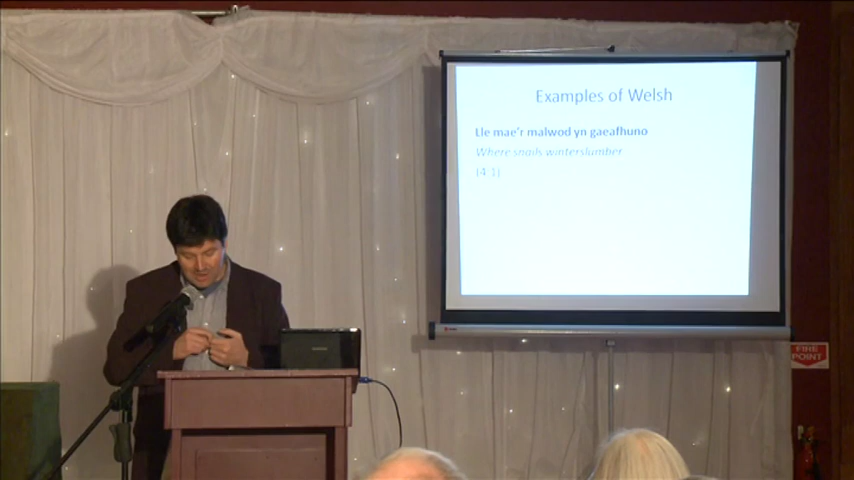 Examples of Welsh
Lle mae'r malwod yn gaeafhuno
Where snails winterslumber
(4.1)
FIRE
POINT